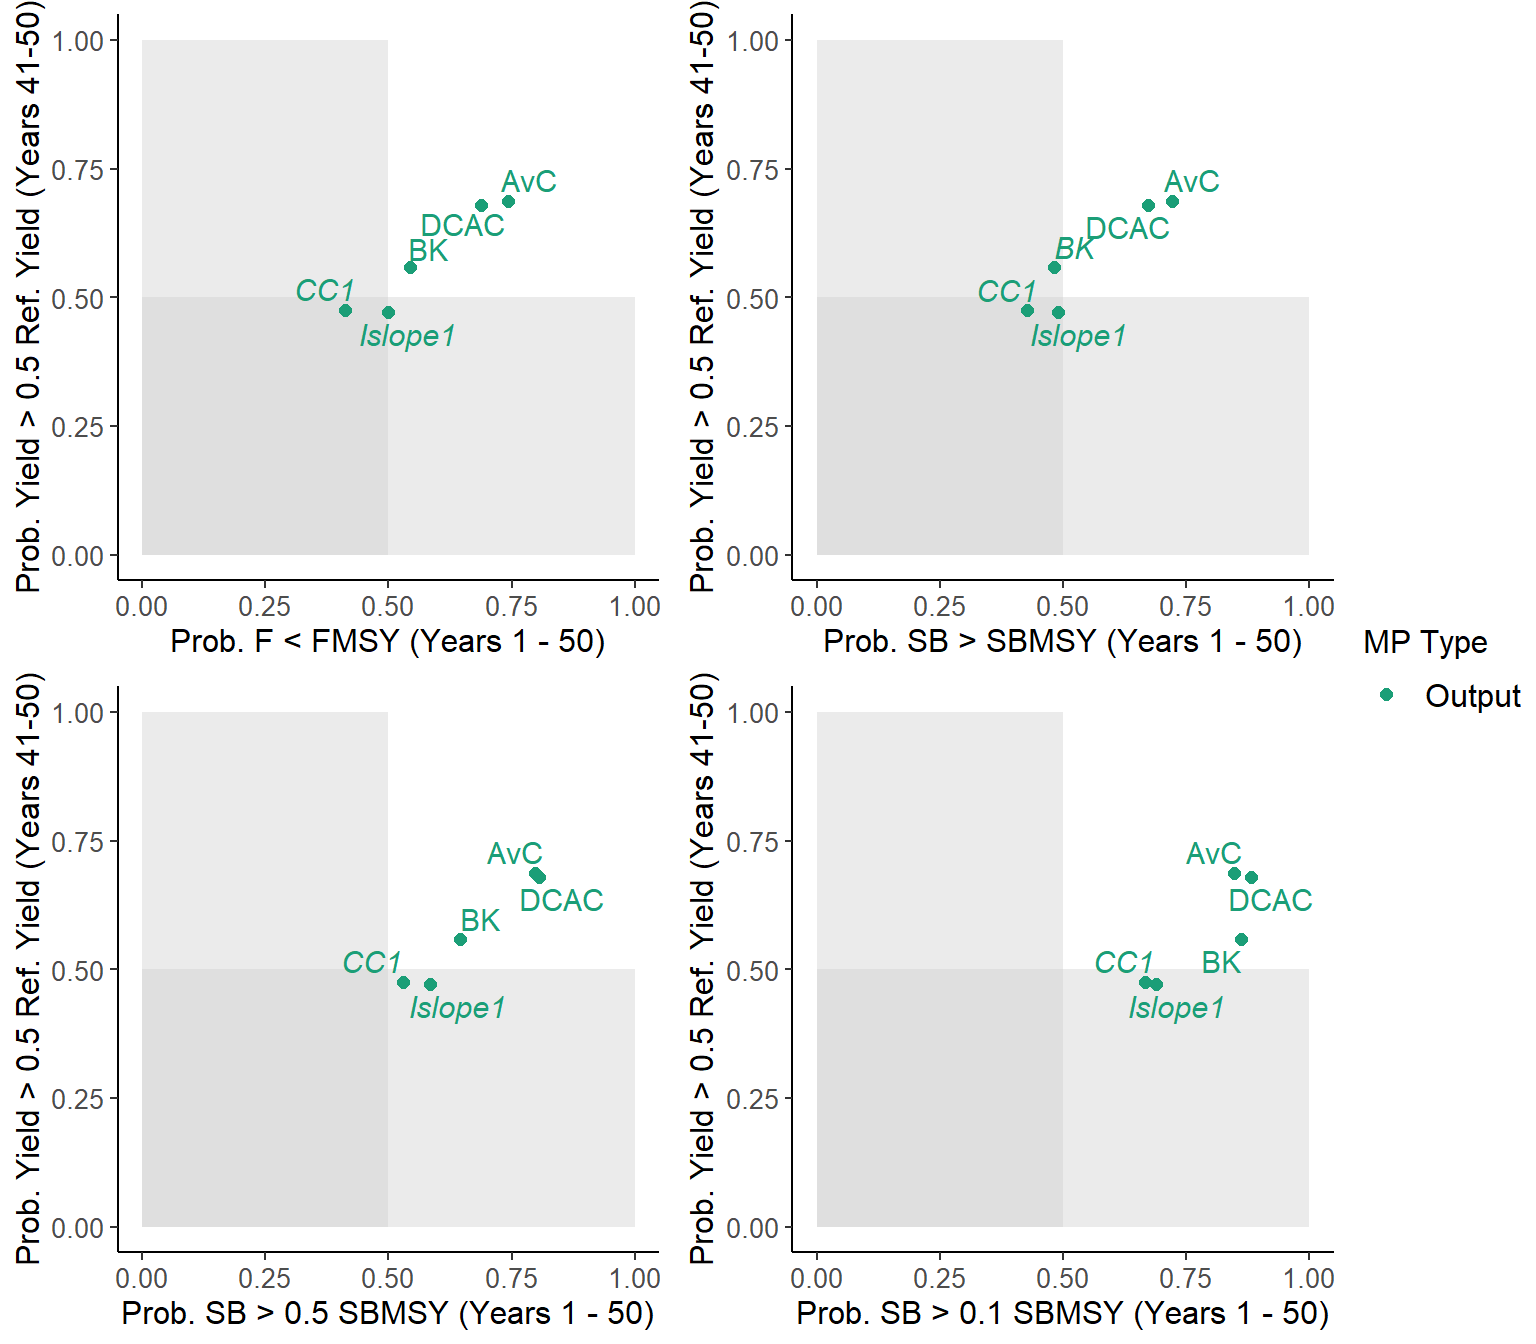 Prob. Yield > 0.5 Ref. Yield (Years 41-50)
1.00
0.75
0.50
0.25
0.00
AvC
DCAC
BK
CC1
Islope1
0.00 0.25 0.50 0.75 1.00
Prob. F < FMSY (Years 1 - 50)
Prob. Yield > 0.5 Ref. Yield (Years 41-50)
1.00
0.75
0.50
0.25
0.00
AvC
DCAC
BK
CC1
Islope1
0.00 0.25 0.50 0.75 1.00
Prob. SB > SBMSY (Years 1 - 50)
MP Type
Output
Prob. Yield > 0.5 Ref. Yield (Years 41-50)
1.00
0.75
0.50
0.25
0.00
AvC
DCAC
BK
CC1
Islope1
0.00 0.25 0.50 0.75 1.00
Prob. SB > 0.5 SBMSY (Years 1 - 50)
Prob. Yield > 0.5 Ref. Yield (Years 41-50)
1.00
0.75
0.50
0.25
0.00
AvC
DCAC
BK
CC1
Islope1
0.00 0.25 0.50 0.75 1.00
Prob. SB > 0.1 SBMSY (Years 1 - 50)